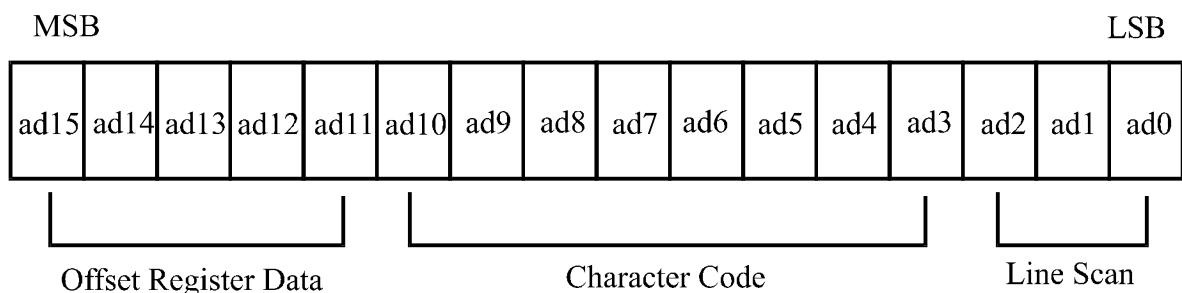 MSB LSB
ad15 ad14 ad13 ad12 ad11 ad10 ad9 ad8 ad7 ad6 ad5 ad4 ad3 ad2 ad1 ad0
Offset Register Data Character Code Line Scan